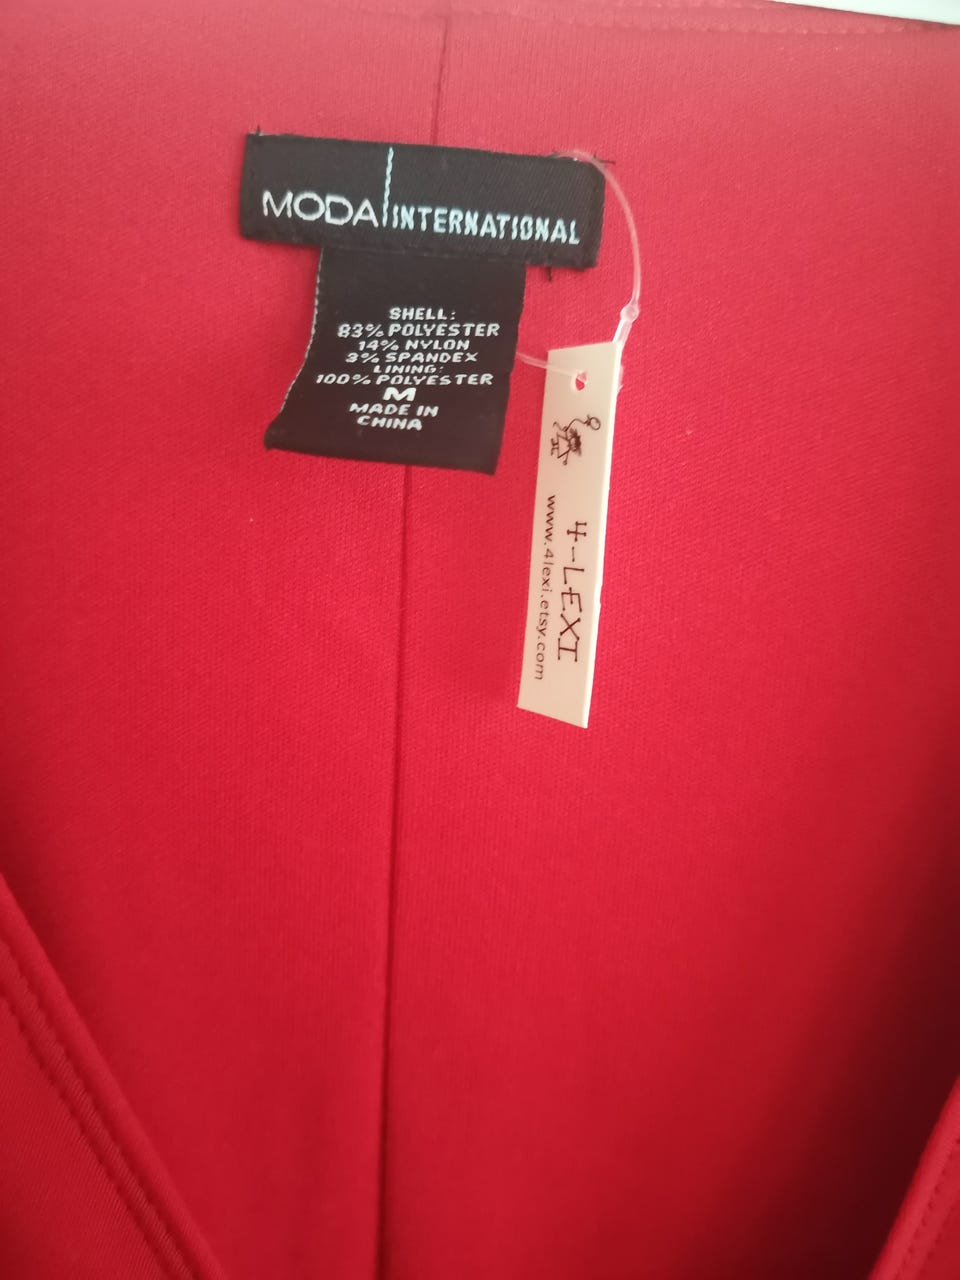 MODA INTERNATIONAL
SHELL:
83% POLYESTER
14% NYLON
3% SPANDEX
LINING:
100% POLYESTER
M
MADE IN
CHINA
4-LEXI
www.4lexi.etsy.com